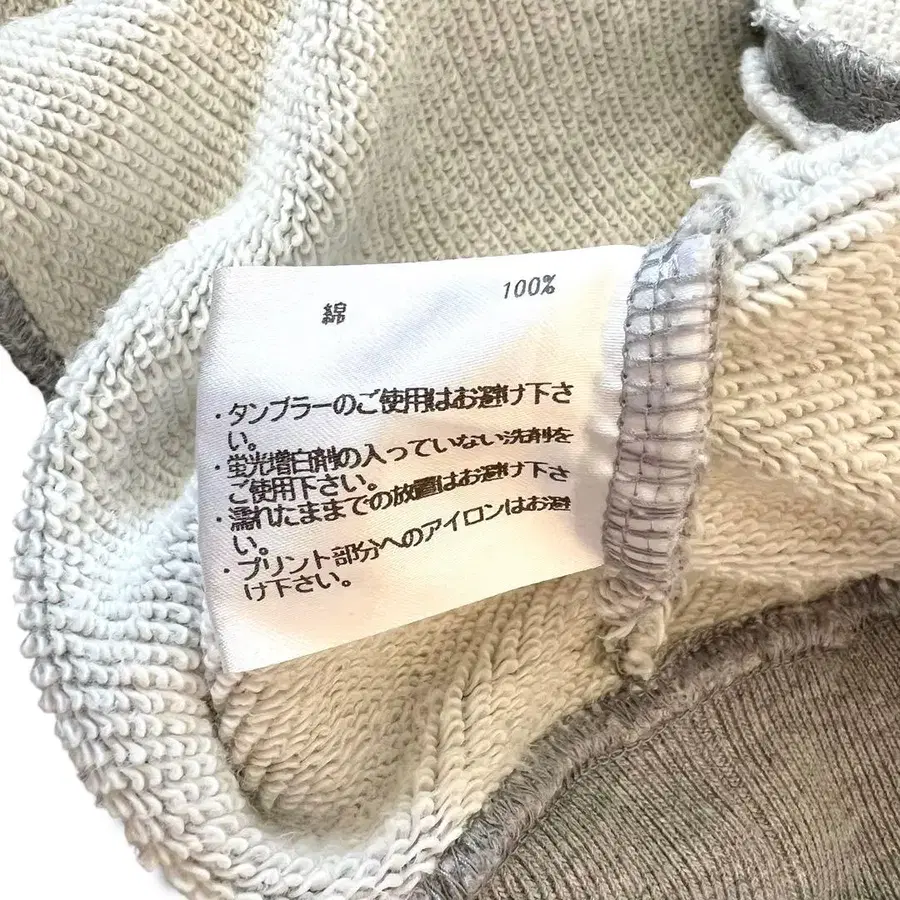 綿 100%
・タンブラーのご使用はお避け下さ
い。
・蛍光増白剤の入っていない洗剤を
ご使用下さい。
・濡れたままでの放置はお避け下さ
い。
・プリント部分へのアイロンはお避
け下さい。